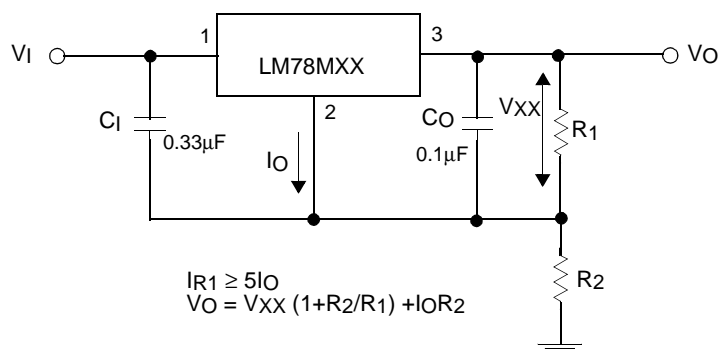 VI
1
LM78MXX
3
VO
2
CI
0.33μF
IO
CO
0.1μF
VXX
R1
R2
IR1 ≥ 5IO
VO = VXX (1+R2/R1) +IOR2